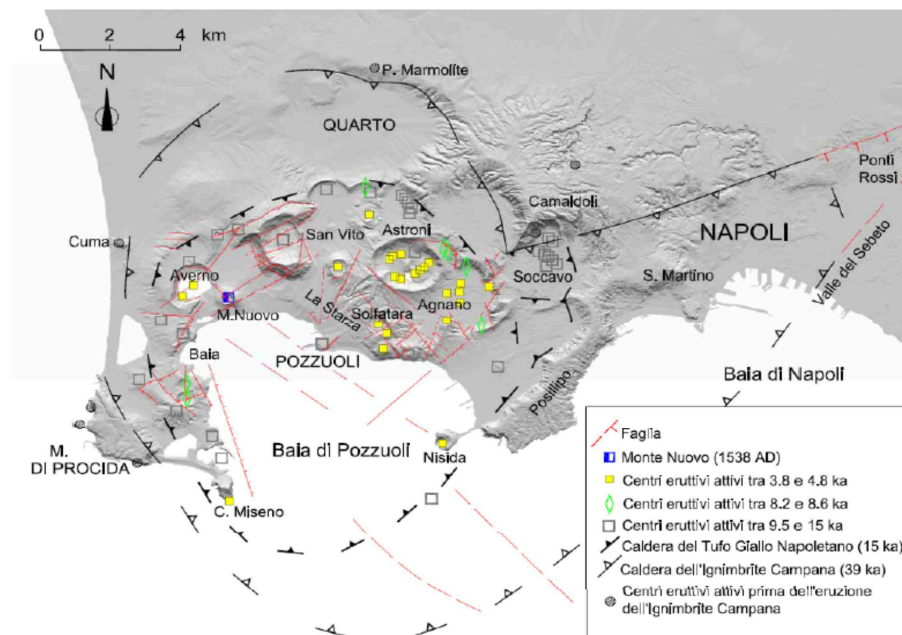 0 2 4 km
N
P. Marmolite
QUARTO
Ponti
Rossi
Camaldoli
NAPOLI
Cuma
San Vito
Astroni
Soccavo
S. Martino
Valle del Sebeto
Averno
Agnano
M.Nuovo
La Starza
Solfatara
Baia
POZZUOLI
Posillipo
Baia di Napoli
M.
DI PROCIDA
Baia di Pozzuoli
Nisida
C. Miseno
Faglia
Monte Nuovo (1538 AD)
Centri eruttivi attivi tra 3.8 e 4.8 ka
Centri eruttivi attivi tra 8.2 e 8.6 ka
Centri eruttivi attivi tra 9.5 e 15 ka
Caldera del Tufo Giallo Napoletano (15 ka)
Caldera dell'Ignimbrite Campana (39 ka)
Centri eruttivi attivi prima dell'eruzione
dell'Ignimbrite Campana